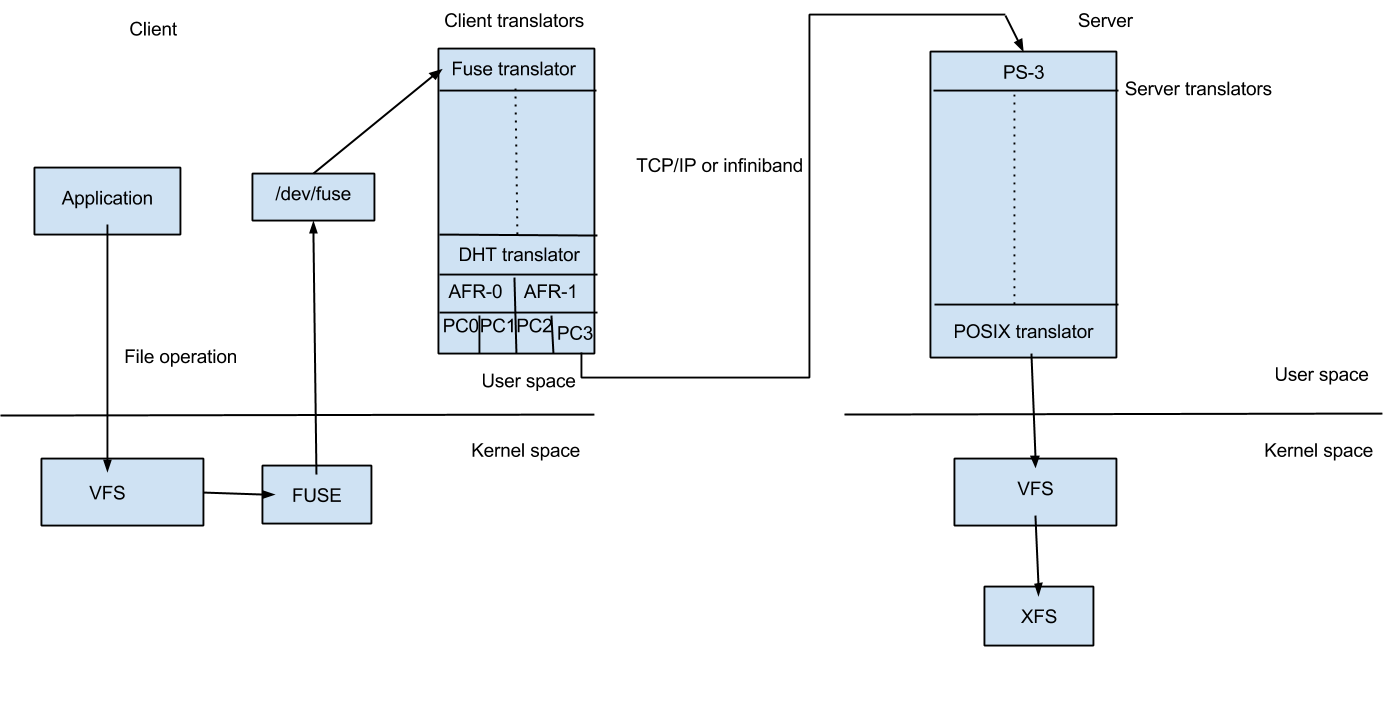 Client
Client translators
Server
Fuse translator
PS-3
Server translators
TCP/IP or infiniband
Application
/dev/fuse
DHT translator
AFR-0
AFR-1
PC0
PC1
PC2
PC3
POSIX translator
File operation
User space
User space
Kernel space
Kernel space
VFS
FUSE
VFS
XFS